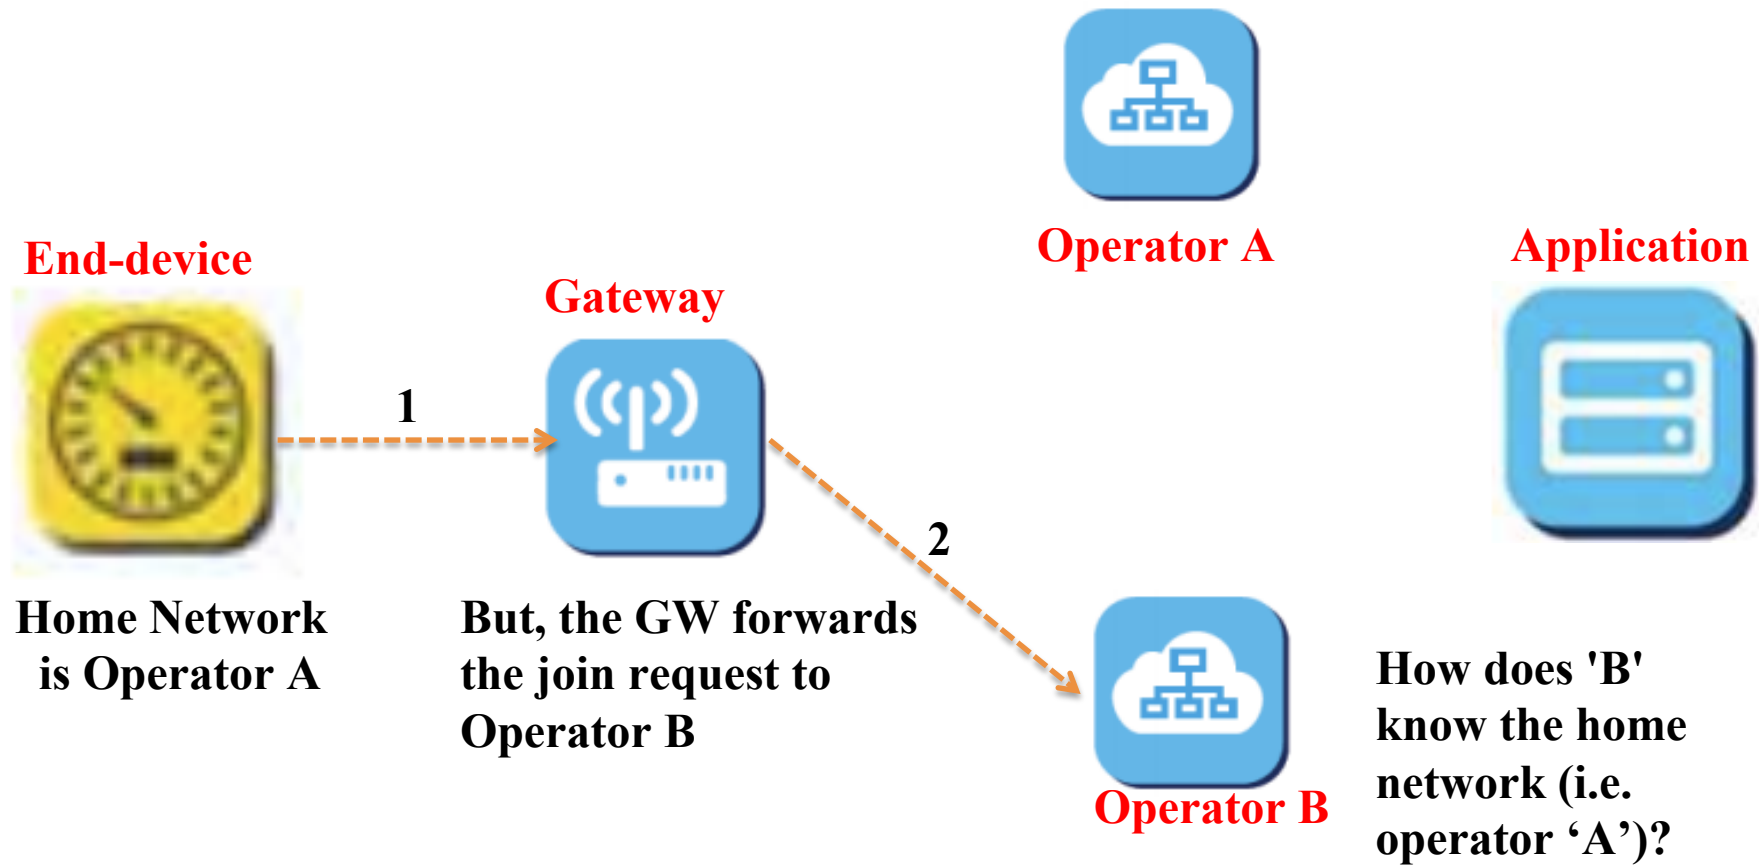 Operator A
Application
End-device
Gateway
1
2
Home Network
is Operator A
But, the GW forwards
the join request to
Operator B
Operator B
How does 'B'
know the home
network (i.e.
operator ‘A’)?